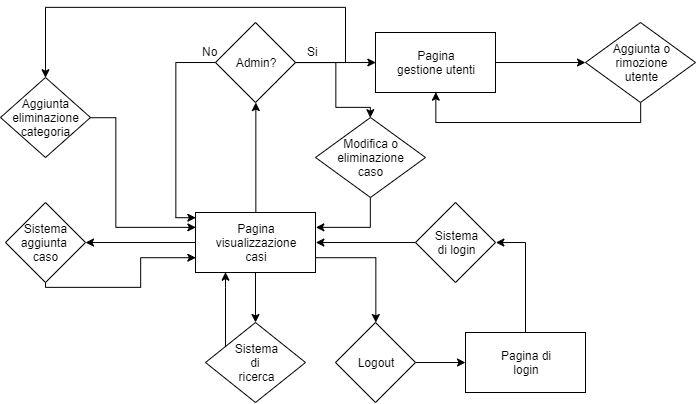 No
Admin?
Si
Pagina
gestione utenti
Aggiunta o
rimozione
utente
Aggiunta
eliminazione
categoria
Modifica o
eliminazione
caso
Sistema
aggiunta
caso
Pagina
visualizzazione
casi
Sistema
di login
Sistema
di
ricerca
Logout
Pagina di
login